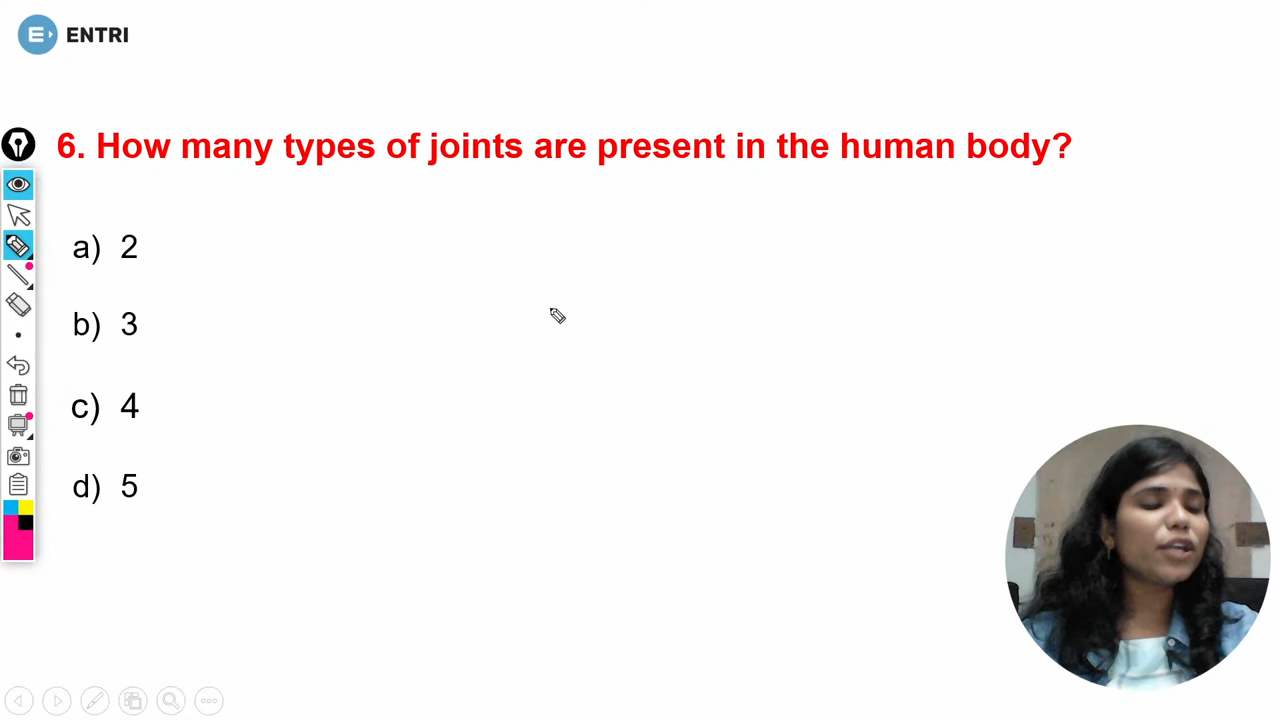 ENTRI
6. How many types of joints are present in the human body?
a) 2
b) 3
c) 4
d) 5